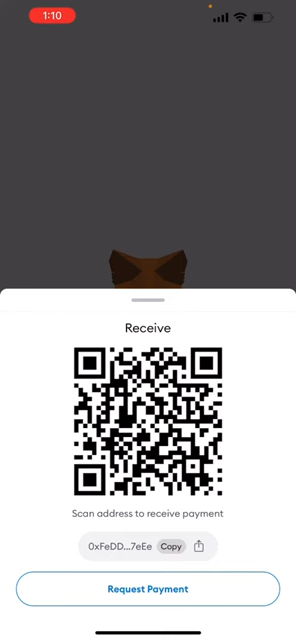 1:10
Receive
Scan address to receive payment
0xFeDD...7eEe Copy
Request Payment